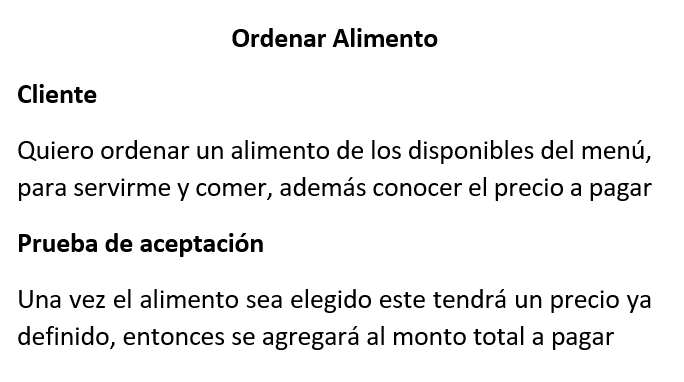 Ordenar Alimento
Cliente
Quiero ordenar un alimento de los disponibles del menú,
para servirme y comer, además conocer el precio a pagar
Prueba de aceptación
Una vez el alimento sea elegido este tendrá un precio ya
definido, entonces se agregará al monto total a pagar